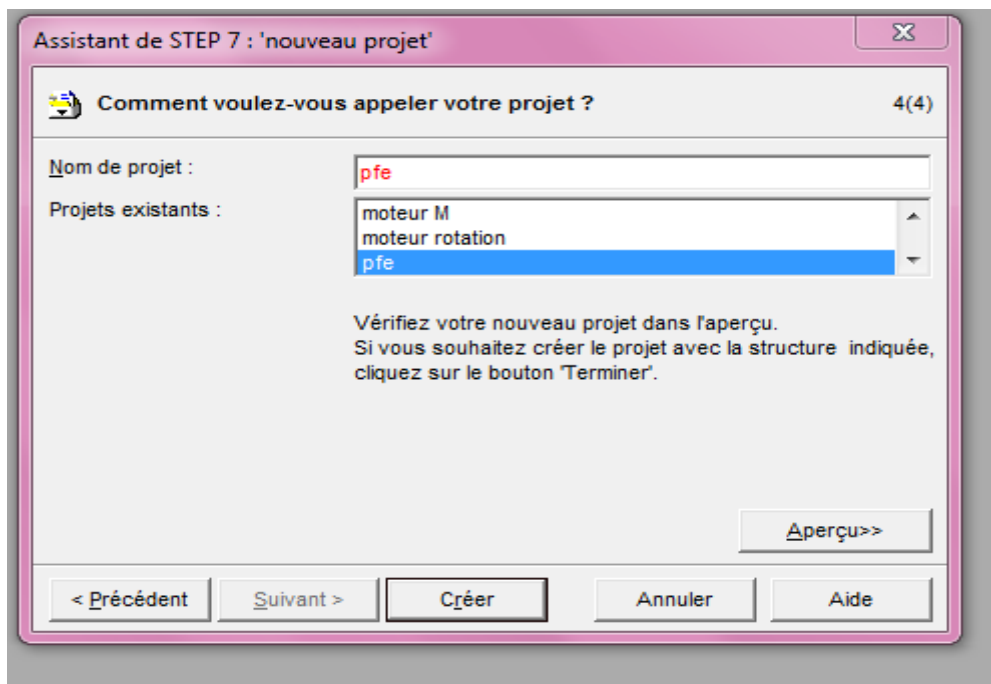 Assistant de STEP 7 : 'nouveau projet'
Comment voulez-vous appeler votre projet ? 4(4)
Nom de projet : pfe
Projets existants : moteur M
moteur rotation
pfe
Vérifiez votre nouveau projet dans l'aperçu.
Si vous souhaitez créer le projet avec la structure indiquée,
cliquez sur le bouton 'Terminer'.
Aperçu>>
< Précédent Suivant > Créer Annuler Aide